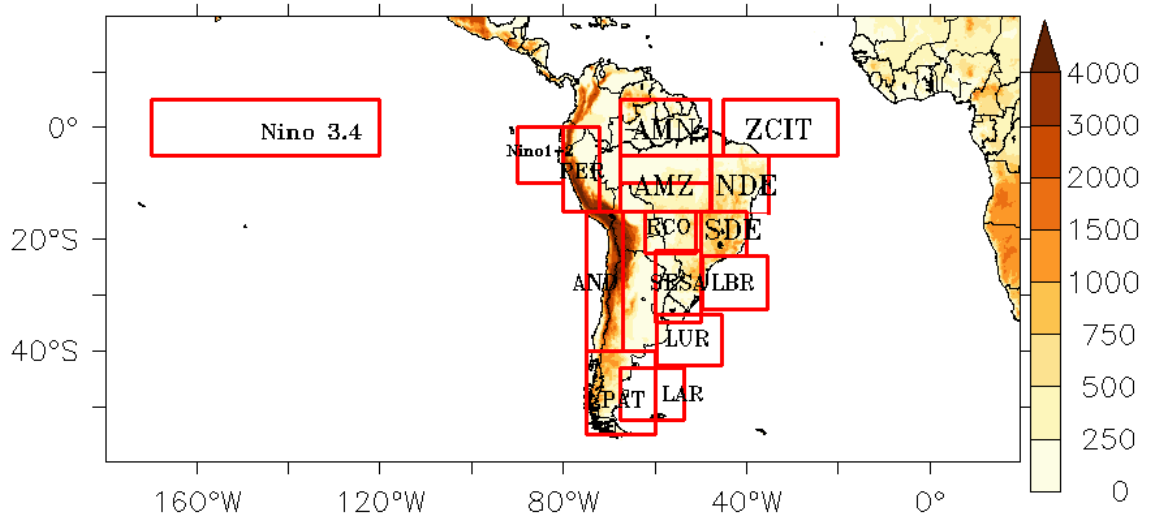 4000
0°
Nino 3.4
AMN
ZCIT
3000
Nino1+2
PER
AMZ
NDE
2000
20°S
RCO
SDE
1500
AND
SESA
LBR
1000
40°S
LUR
750
PAT
LAR
500
250
0
160°W
120°W
80°W
40°W
0°